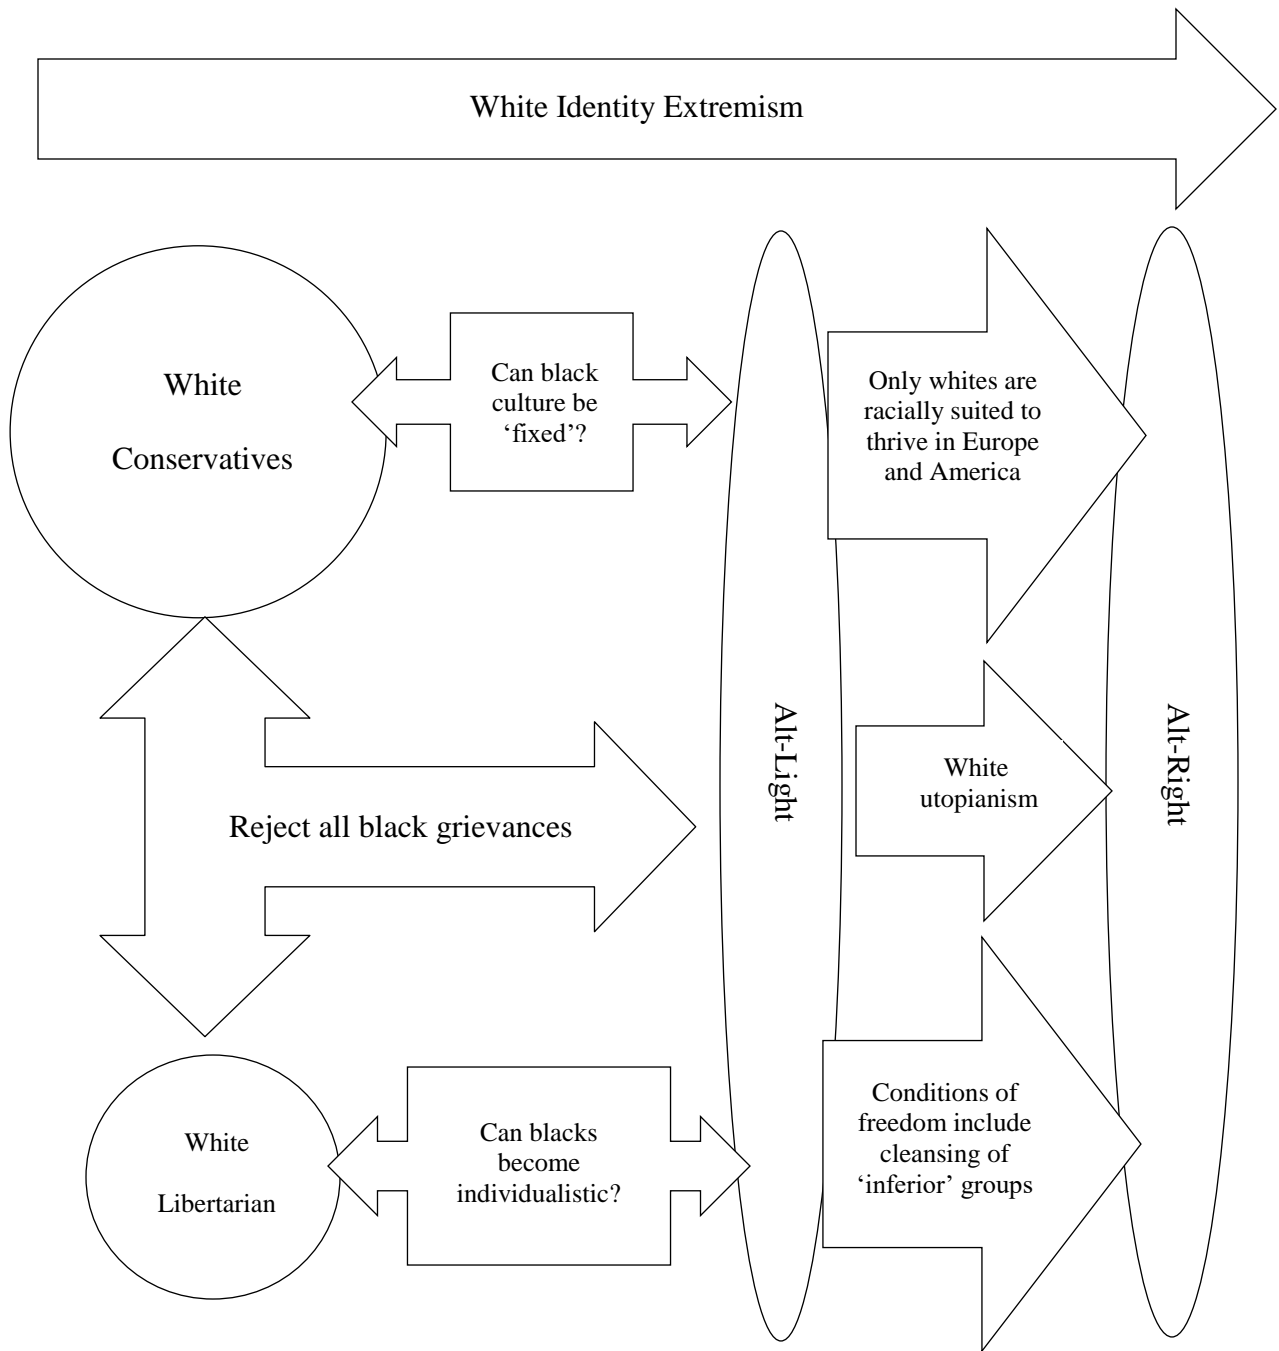 White Identity Extremism
White
Conservatives
Can black
culture be
‘fixed’?
Only whites are
racially suited to
thrive in Europe
and America
Alt-Light
Alt-Right
White
utopianism
Reject all black grievances
White
Libertarian
Can blacks
become
individualistic?
Conditions of
freedom include
cleansing of
‘inferior’ groups